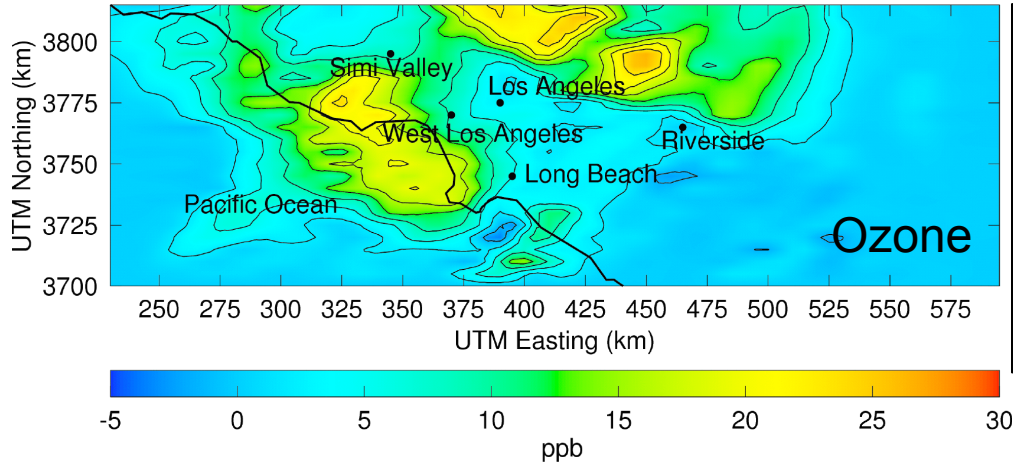 UTM Northing (km)
3800
3775
3750
3725
3700
Simi Valley
Los Angeles
West Los Angeles
Riverside
Long Beach
Pacific Ocean
Ozone
250 275 300 325 350 375 400 425 450 475 500 525 550 575
UTM Easting (km)
-5 0 5 10 15 20 25 30
ppb